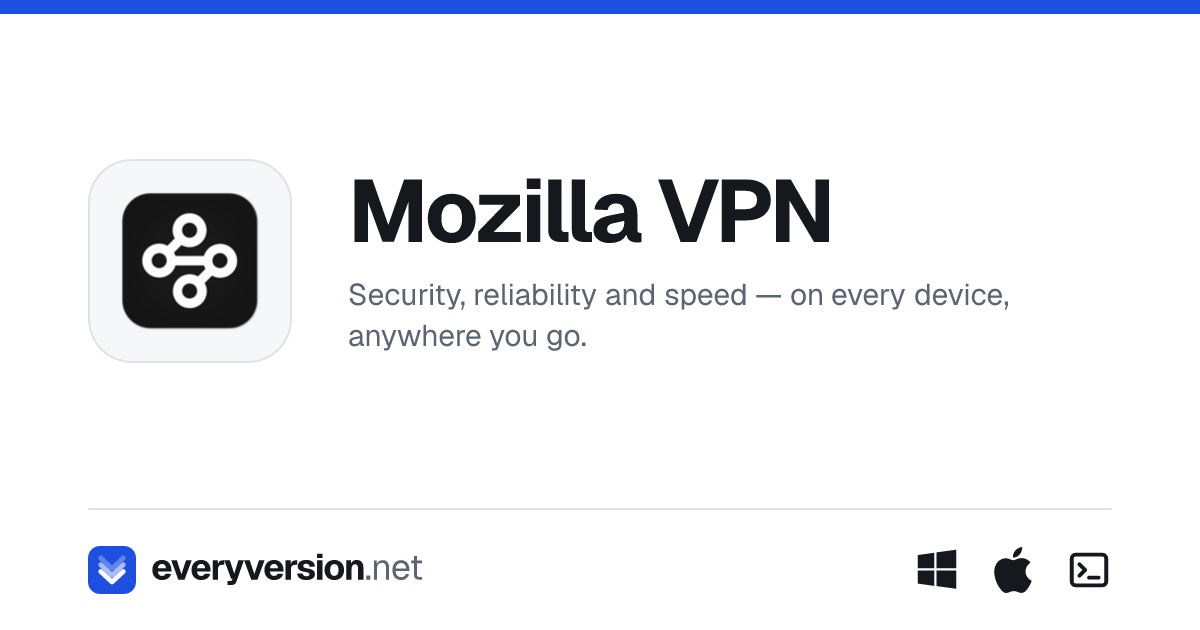 Mozilla VPN
Security, reliability and speed — on every device,
anywhere you go.
everyversion.net